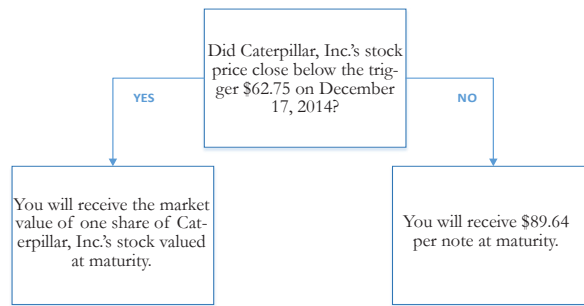 Did Caterpillar, Inc.'s stock
price close below the trig-
ger $62.75 on December
17, 2014?
YES
NO
You will receive the market
value of one share of Cat-
erpillar, Inc.'s stock valued
at maturity.
You will receive $89.64
per note at maturity.